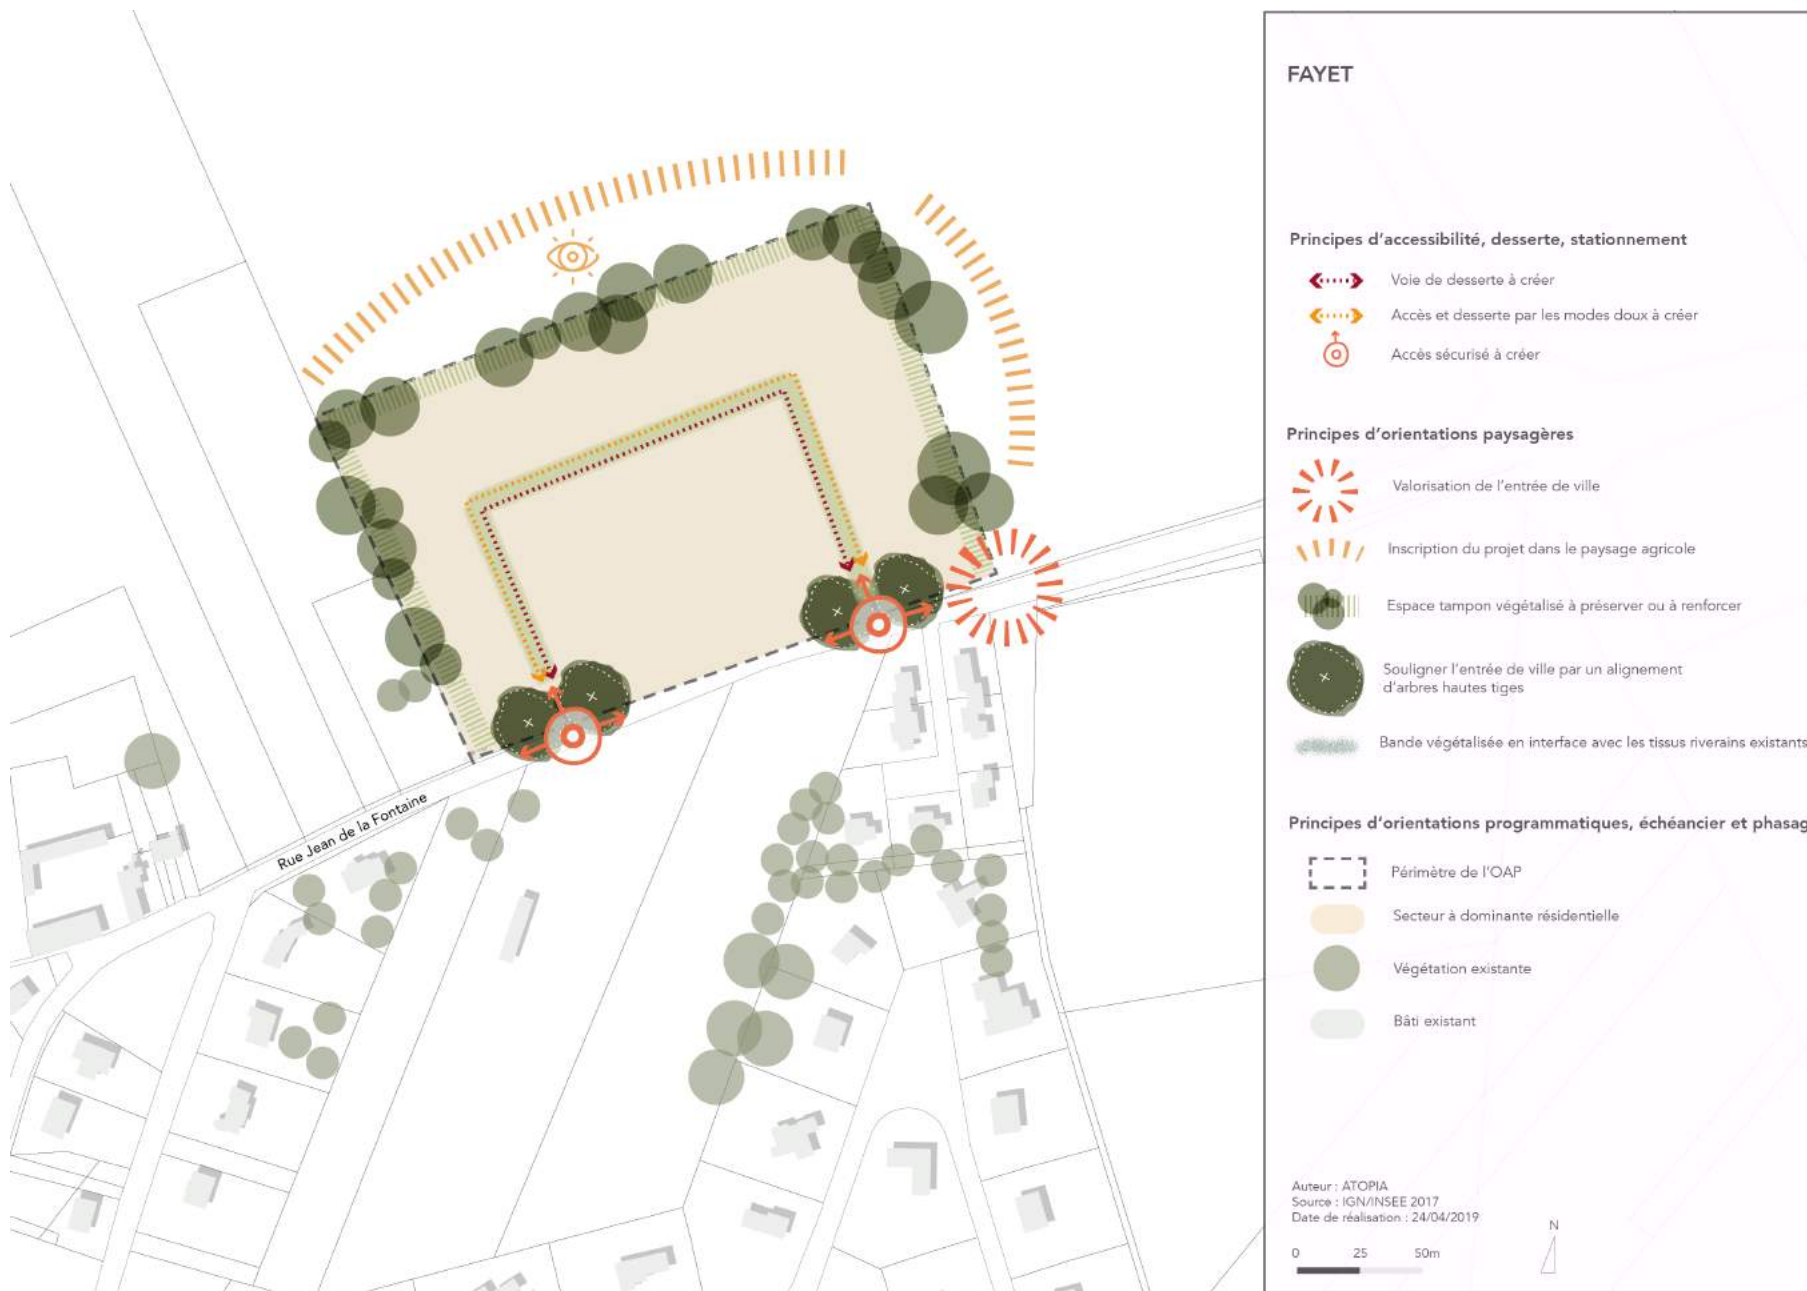 FAYET
Principes d'accessibilité, desserte, stationnement
Voie de desserte à créer
Accès et desserte par les modes doux à créer
Accès sécurisé à créer
Principes d'orientations paysagères
Valorisation de l'entrée de ville
Inscription du projet dans le paysage agricole
Espace tampon végétalisé à préserver ou à renforcer
Souligner l'entrée de ville par un alignement
d'arbres hautes tiges
Bande végétalisée en interface avec les tissus riverains existants
Principes d'orientations programmatiques, échéancier et phasag
Périmètre de l'OAP
Secteur à dominante résidentielle
Végétation existante
Bâti existant
Auteur : ATOPIA
Source : IGN/INSEE 2017
Date de réalisation : 24/04/2019
N
0 25 50m
Rue Jean de la Fontaine